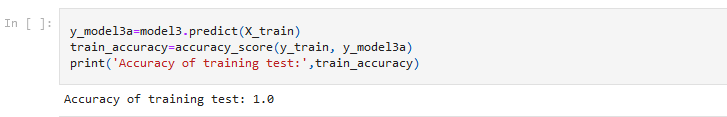 In [ ]:
y_model3a=model3.predict(X_train)
train_accuracy=accuracy_score(y_train, y_model3a)
print('Accuracy of training test:',train_accuracy)
Accuracy of training test: 1.0